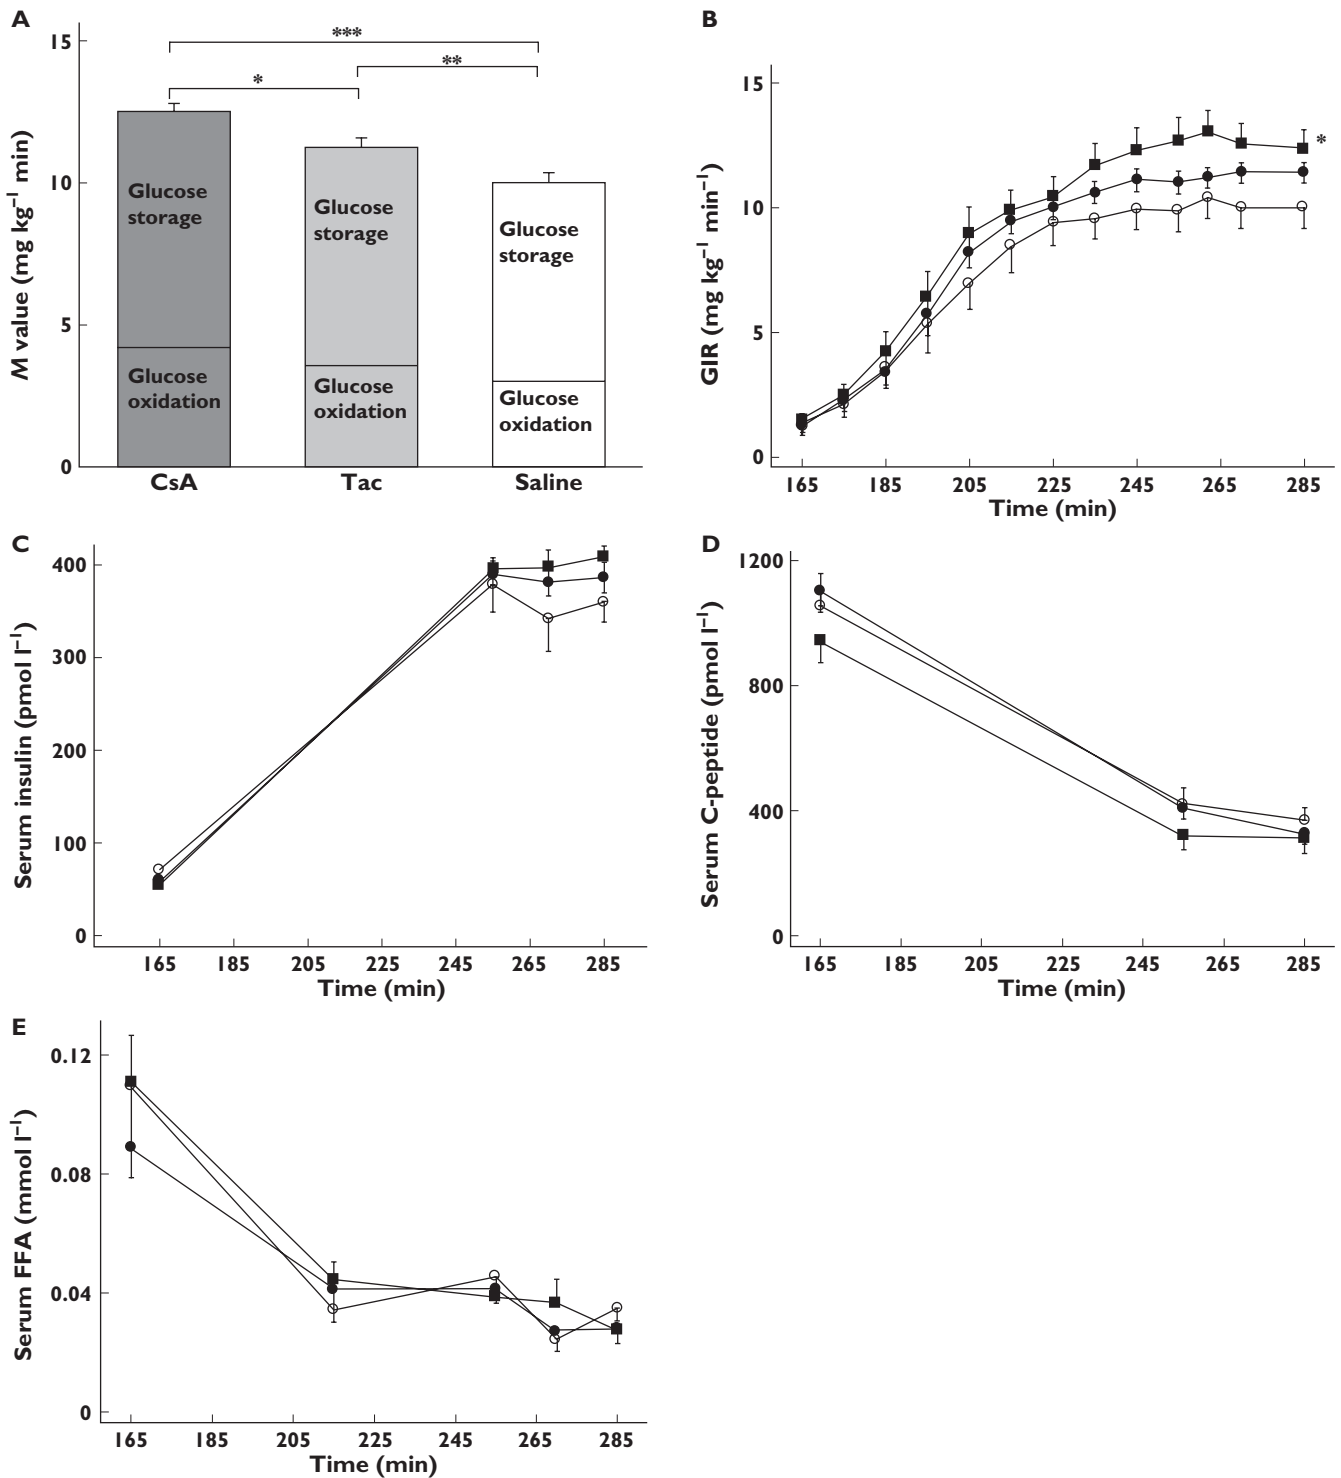 A
M value (mg kg⁻¹ min)
15
10
5
0
***
**
*
Glucose
storage
Glucose
oxidation
Glucose
storage
Glucose
oxidation
Glucose
storage
Glucose
oxidation
CsA Tac Saline
B
GIR (mg kg⁻¹ min⁻¹)
15
10
5
0
*
165 185 205 225 245 265 285
Time (min)
C
Serum insulin (pmol l⁻¹)
400
300
200
100
0
165 185 205 225 245 265 285
Time (min)
D
Serum C-peptide (pmol l⁻¹)
1200
800
400
0
165 185 205 225 245 265 285
Time (min)
E
Serum FFA (mmol l⁻¹)
0.12
0.08
0.04
0
165 185 205 225 245 265 285
Time (min)